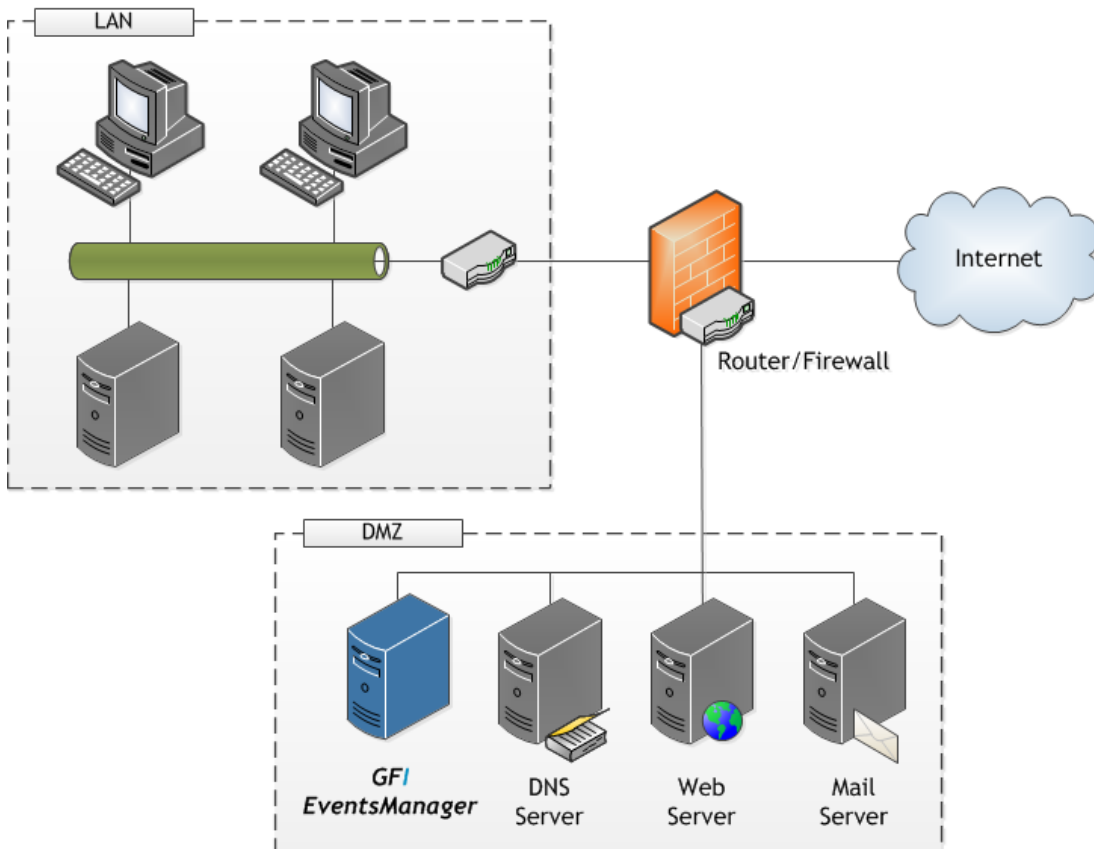 LAN
Internet
Router/Firewall
DMZ
GFI
EventsManager
DNS
Server
Web
Server
Mail
Server